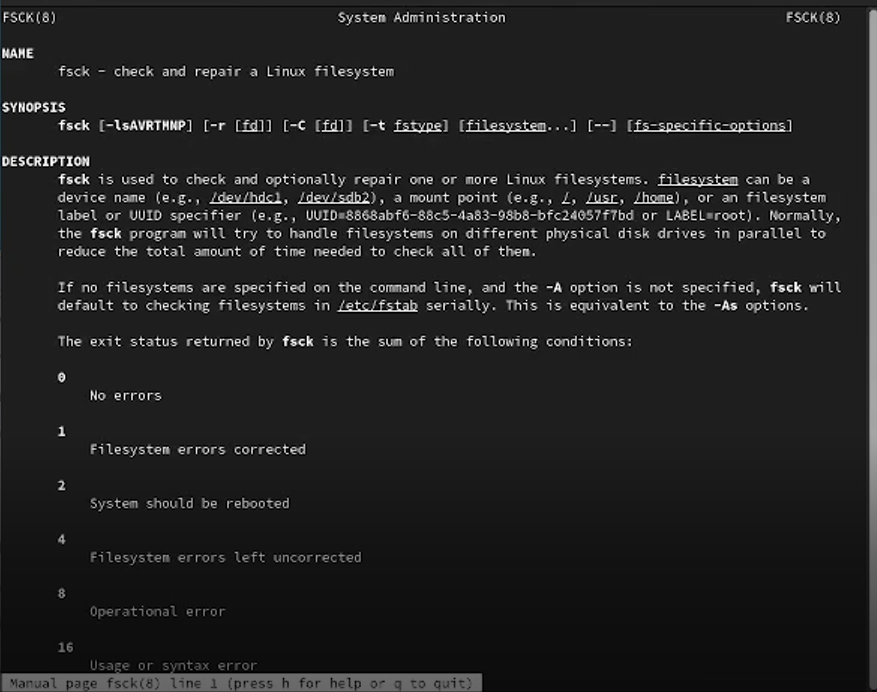 FSCK(8) System Administration FSCK(8)
NAME
fsck - check and repair a Linux filesystem
SYNOPSIS
fsck [-lsAVRTMNP] [-r [fd]] [-C [fd]] [-t fstype] [filesystem...] [--] [fs-specific-options]
DESCRIPTION
fsck is used to check and optionally repair one or more Linux filesystems. filesystem can be a
device name (e.g., /dev/hdc1, /dev/sdb2), a mount point (e.g., /, /usr, /home), or an filesystem
label or UUID specifier (e.g., UUID=8868abf6-88c5-4a83-98b8-bfc24057f7bd or LABEL=root). Normally,
the fsck program will try to handle filesystems on different physical disk drives in parallel to
reduce the total amount of time needed to check all of them.
If no filesystems are specified on the command line, and the -A option is not specified, fsck will
default to checking filesystems in /etc/fstab serially. This is equivalent to the -As options.
The exit status returned by fsck is the sum of the following conditions:
0
No errors
1
Filesystem errors corrected
2
System should be rebooted
4
Filesystem errors left uncorrected
8
Operational error
16
Usage or syntax error
Manual page fsck(8) line 1 (press h for help or q to quit)